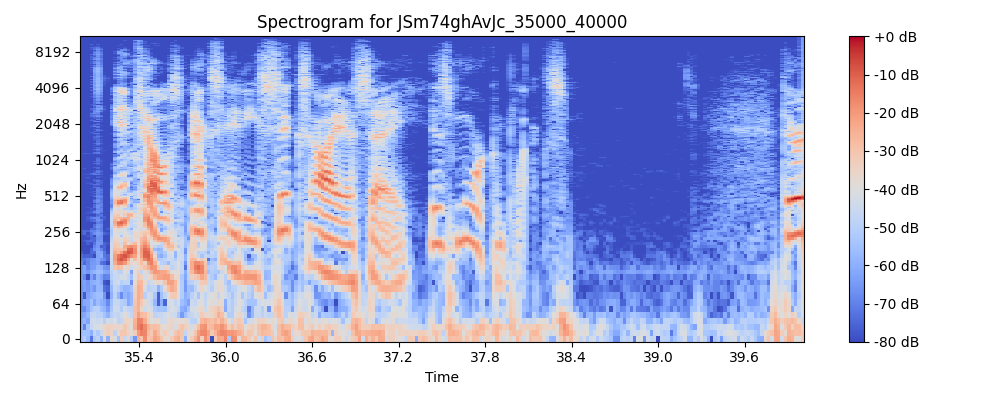 Spectrogram for JSm74ghAvJc_35000_40000
Hz
8192
4096
2048
1024
512
256
128
64
0
35.4 36.0 36.6 37.2 37.8 38.4 39.0 39.6
Time
+0 dB
-10 dB
-20 dB
-30 dB
-40 dB
-50 dB
-60 dB
-70 dB
-80 dB